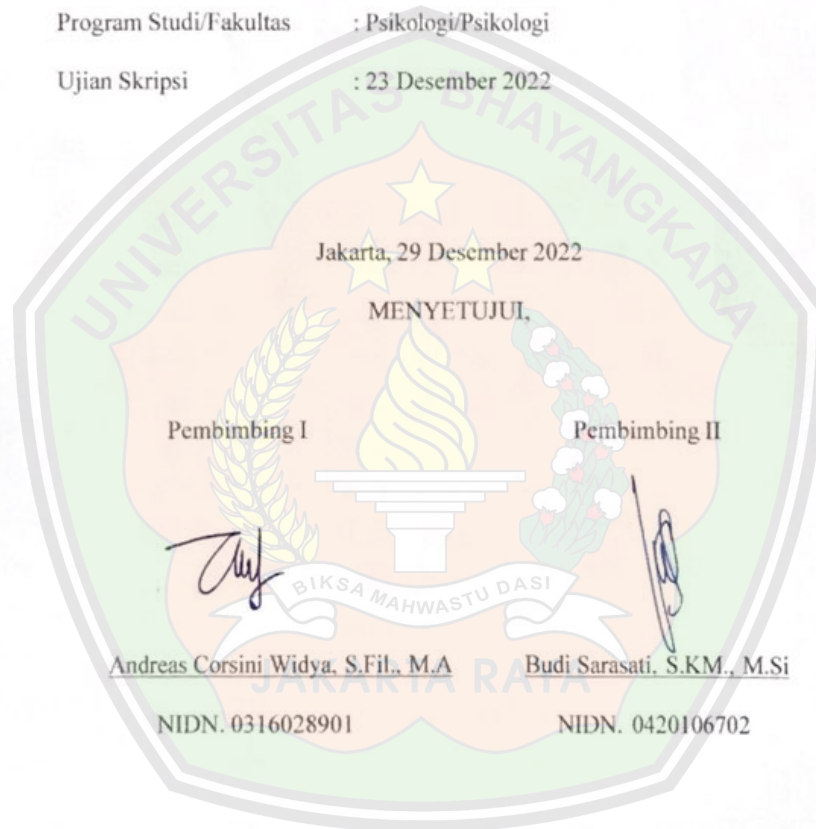 Program Studi/Fakultas : Psikologi/Psikologi
Ujian Skripsi : 23 Desember 2022
UNIVERSITAS BHAYANGKARA
Jakarta, 29 Desember 2022
MENYETUJUI,
Pembimbing I Pembimbing II
BIKSA MAHWASTU DASI
Andreas Corsini Widya, S.Fil., M.A Budi Sarasati, S.KM., M.Si
JAKARTA RAYA
NIDN. 0316028901 NIDN. 0420106702